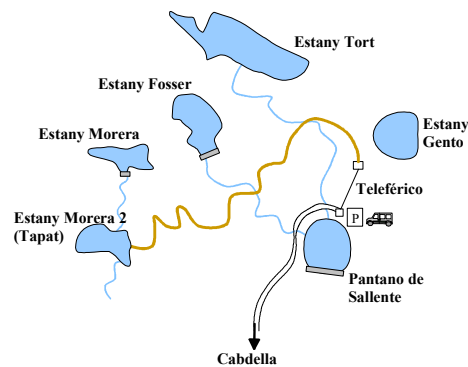 Estany Tort
Estany Fosser
Estany Morera
Estany
Gento
Teleférico
P
Estany Morera 2
(Tapat)
Pantano de
Sallente
Cabdella